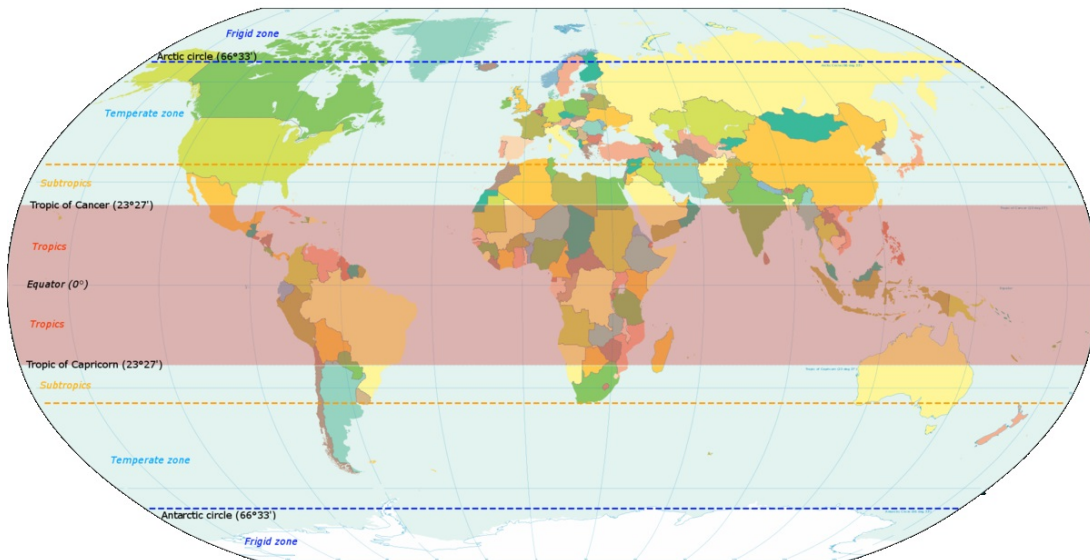 Frigid zone
Arctic circle (66°33')
Temperate zone
Subtropics
Tropic of Cancer (23°27')
Tropics
Equator (0°)
Tropics
Tropic of Capricorn (23°27')
Subtropics
Temperate zone
Antarctic circle (66°33')
Frigid zone